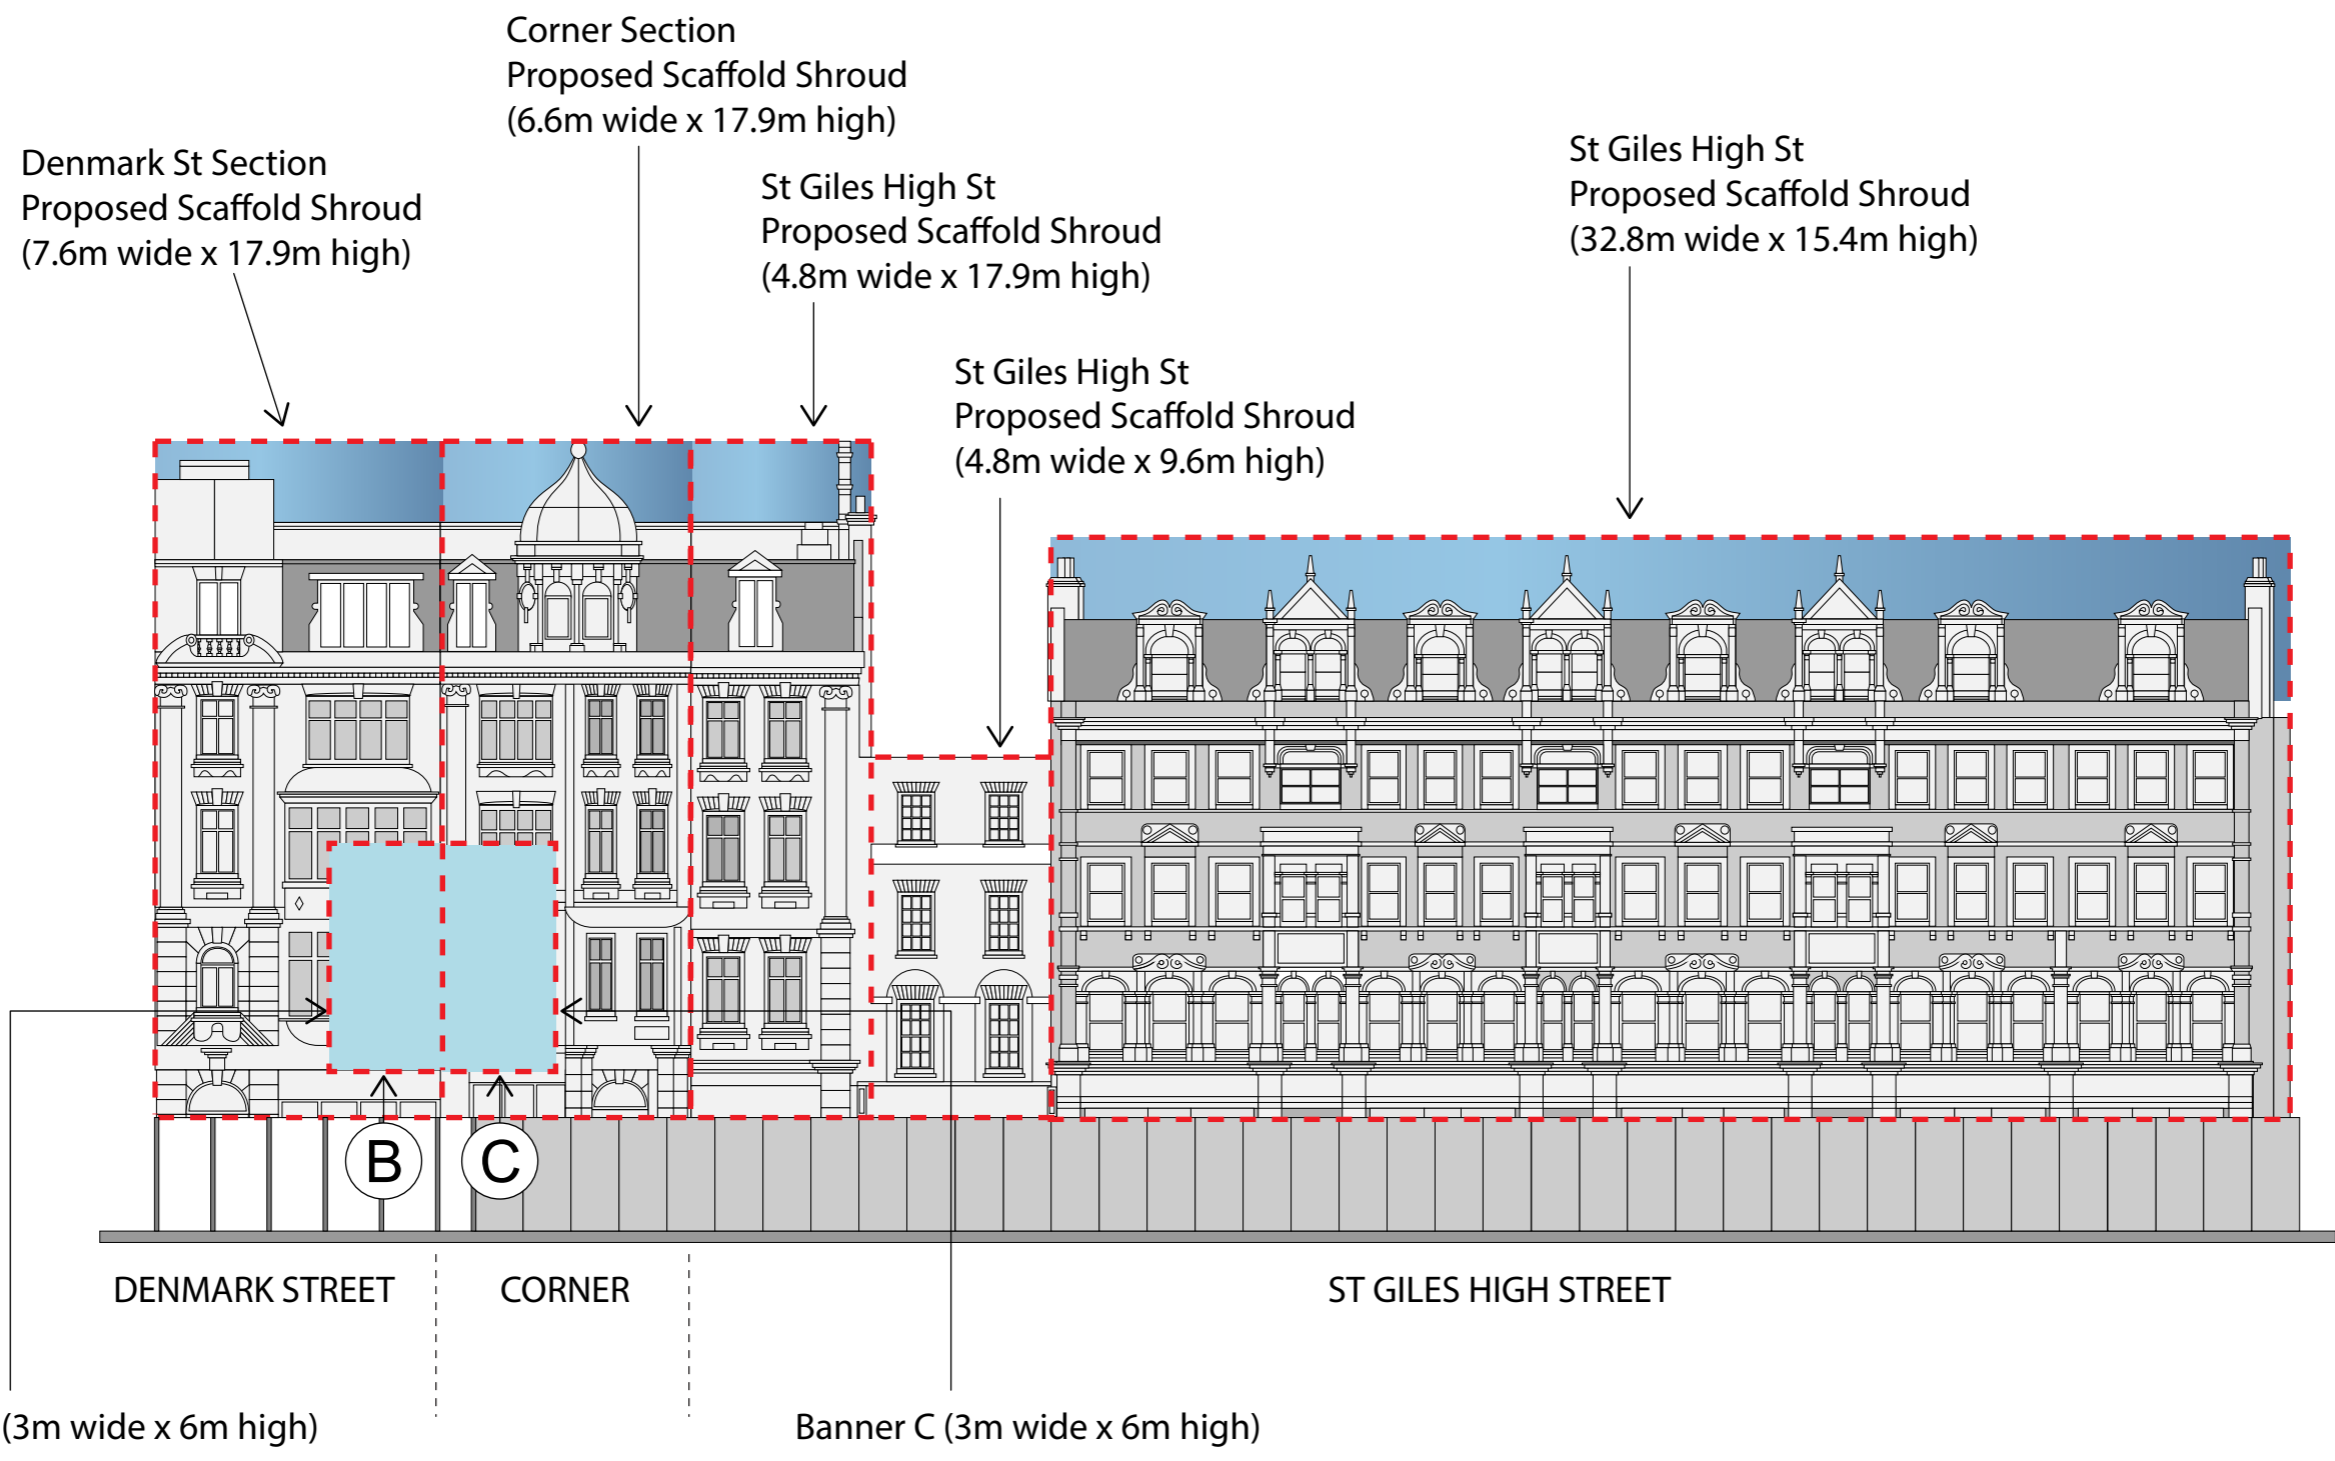 Corner Section
Proposed Scaffold Shroud
(6.6m wide x 17.9m high)
Denmark St Section
Proposed Scaffold Shroud
(7.6m wide x 17.9m high)
St Giles High St
Proposed Scaffold Shroud
(4.8m wide x 17.9m high)
St Giles High St
Proposed Scaffold Shroud
(32.8m wide x 15.4m high)
St Giles High St
Proposed Scaffold Shroud
(4.8m wide x 9.6m high)
B
C
DENMARK STREET
CORNER
ST GILES HIGH STREET
(3m wide x 6m high)
Banner C (3m wide x 6m high)